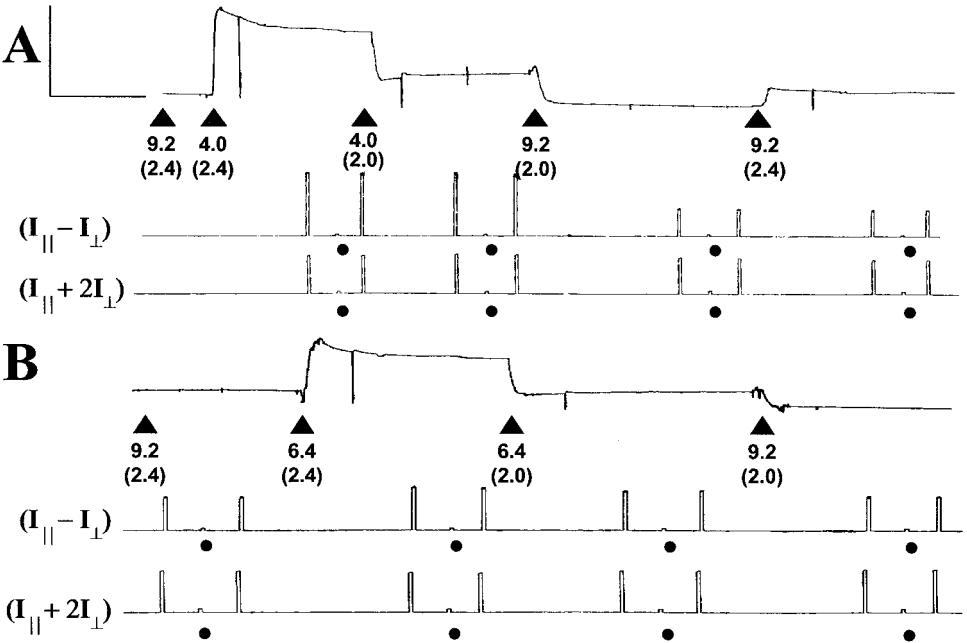 A
9.2 4.0 4.0 9.2 9.2
(2.4) (2.4) (2.0) (2.0) (2.4)
(I|| − I⊥)
(I|| + 2I⊥)
B
9.2 6.4 6.4 9.2
(2.4) (2.4) (2.0) (2.0)
(I|| − I⊥)
(I|| + 2I⊥)